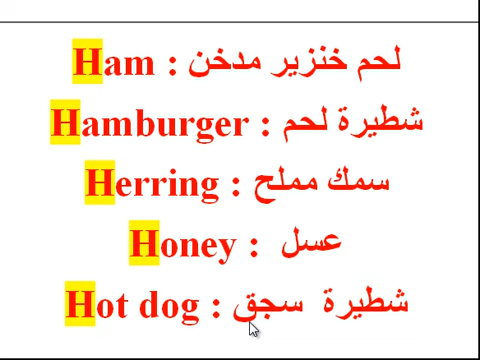 Ham : لحم خنزير مدخن
Hamburger : شطيرة لحم
Herring : سمك مملح
Honey : عسل
Hot dog : شطيرة سجق